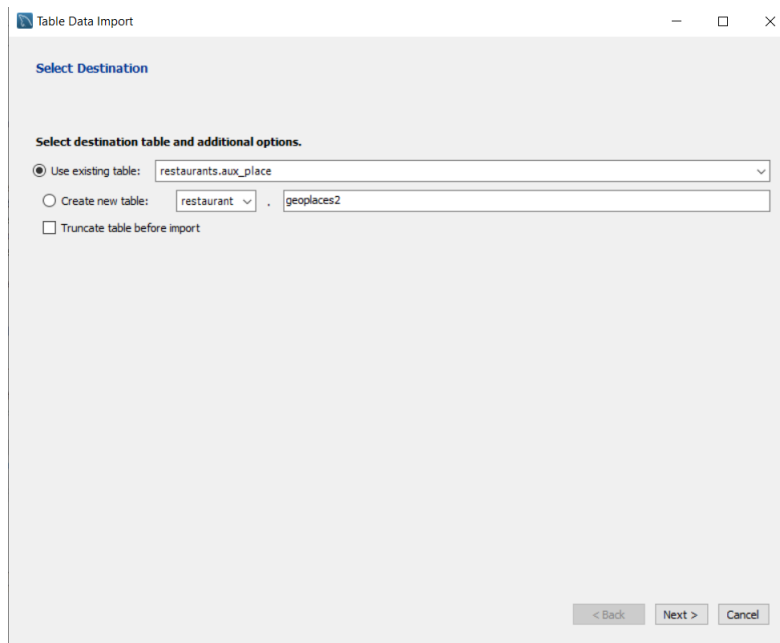 Table Data Import
Select Destination
Select destination table and additional options.
Use existing table: restaurants.aux_place
Create new table: restaurant . geoplaces2
Truncate table before import
< Back Next > Cancel